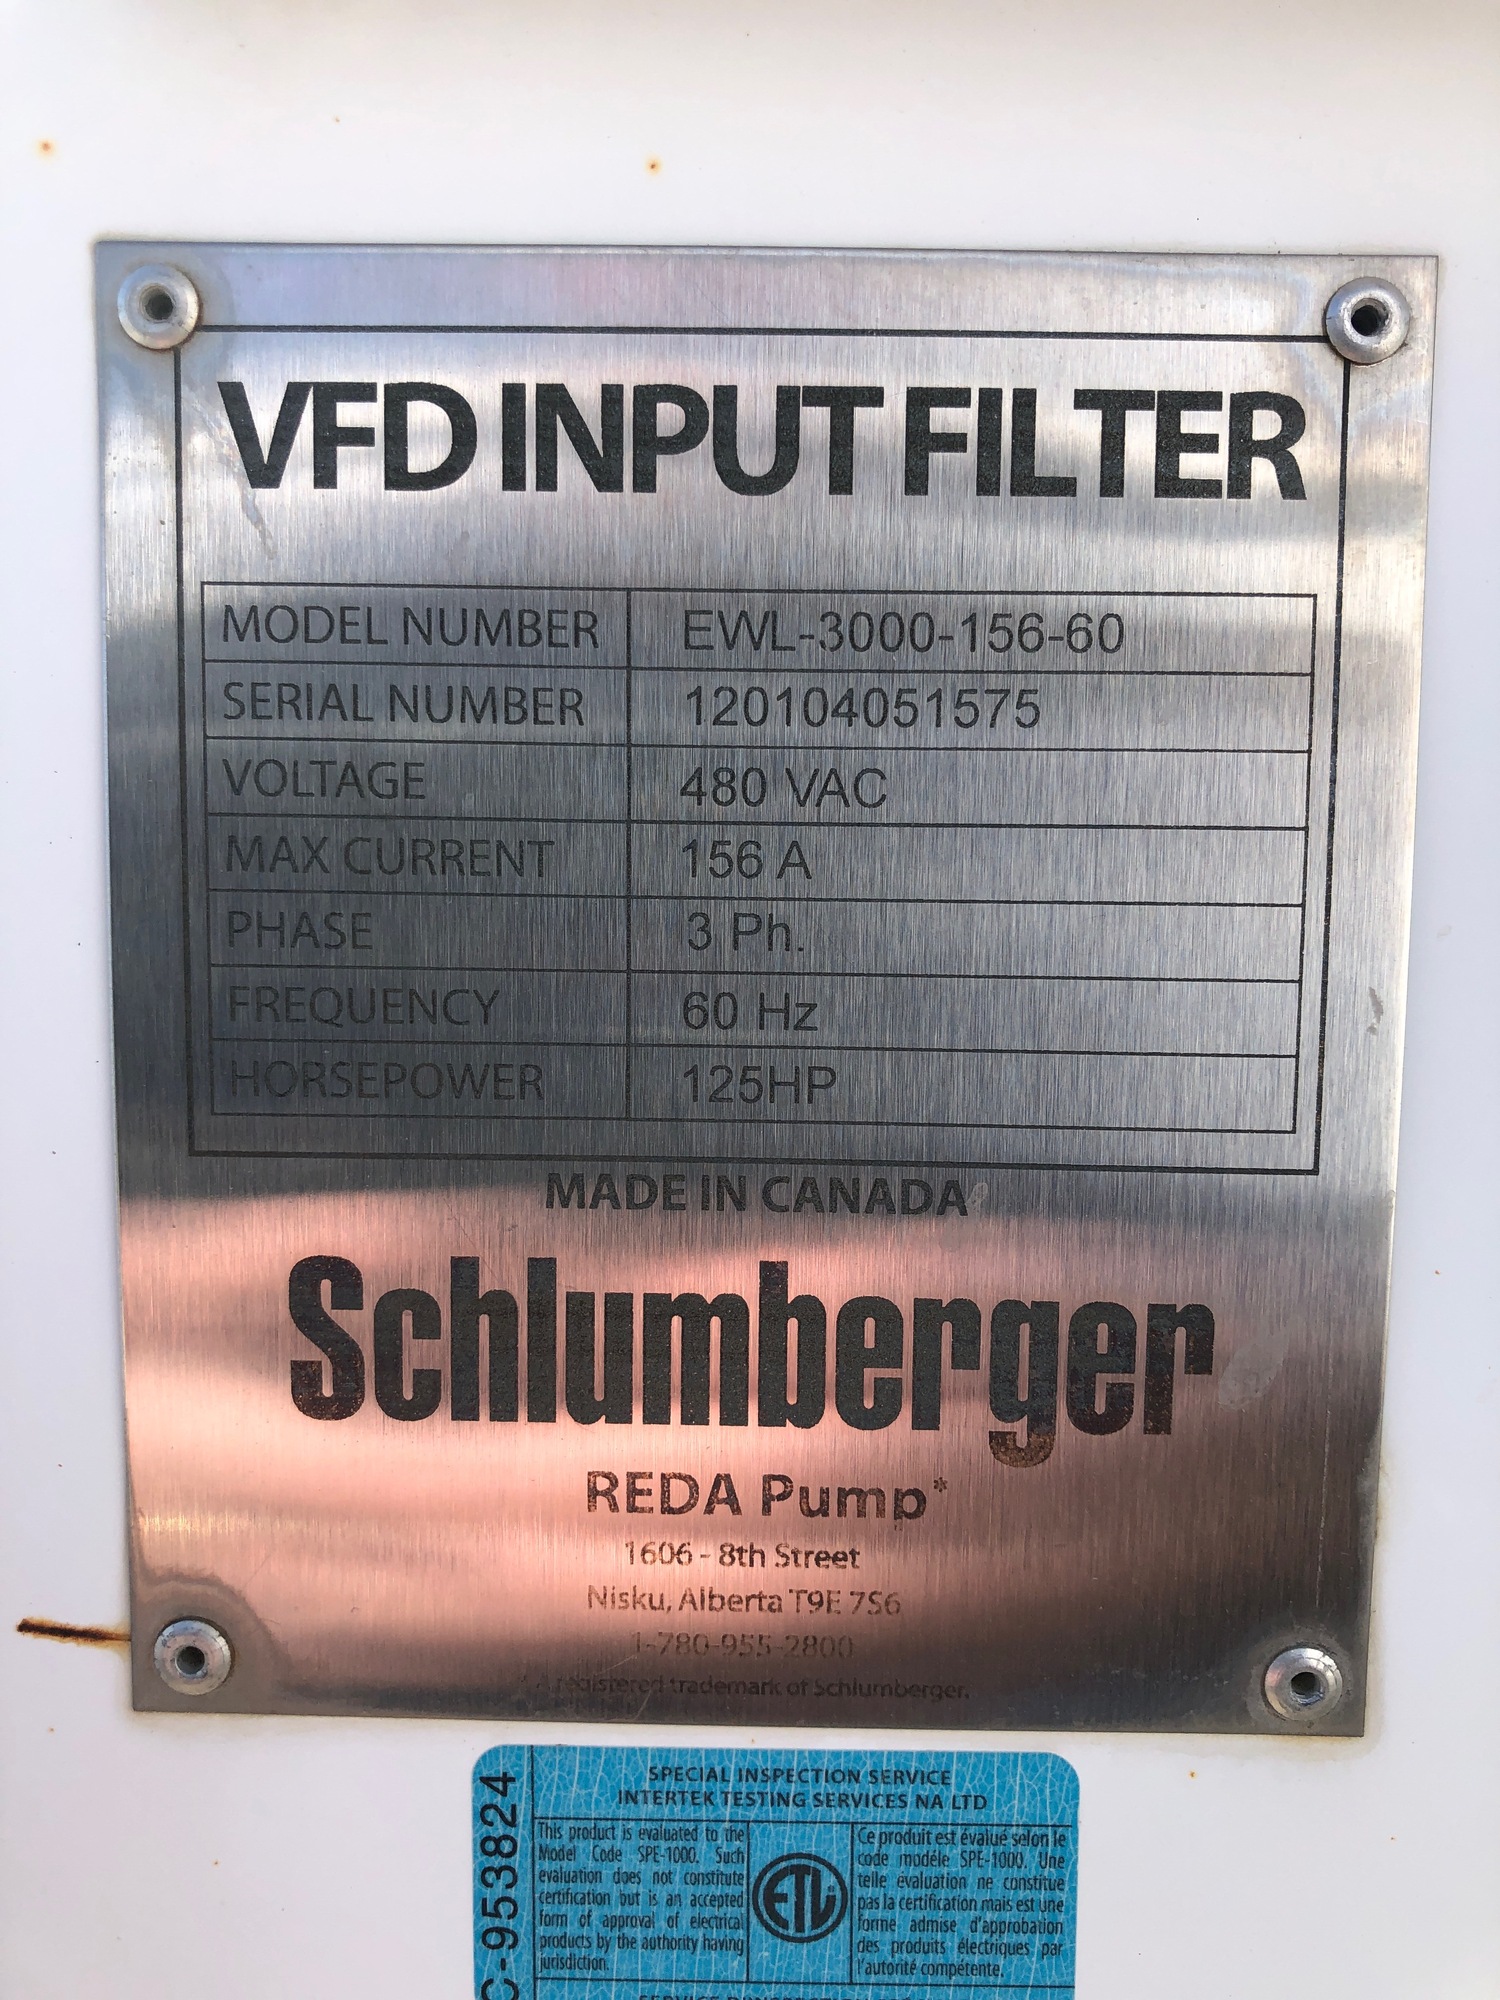 VFD INPUT FILTER
MODEL NUMBER EWL-3000-156-60
SERIAL NUMBER 120104051575
VOLTAGE 480 VAC
MAX CURRENT 156 A
PHASE 3 Ph.
FREQUENCY 60 Hz
HORSEPOWER 125HP
MADE IN CANADA
Schlumberger
REDA Pump*
1606 - 8th Street
Nisku, Alberta T9E 7S6
1-780-955-2800
* A registered trademark of Schlumberger.
C-953824
SPECIAL INSPECTION SERVICE
INTERTEK TESTING SERVICES NA LTD
This product is evaluated to the
Model Code SPE-1000. Such
evaluation does not constitute
certification but is an accepted
form of approval of electrical
products by the authority having
jurisdiction.
ETL
Ce produit est évalué selon le
code modéle SPE-1000. Une
telle évaluation ne constitue
pas la certification mais est une
forme admise d'approbation
des produits électriques par
l'autorité compétente.